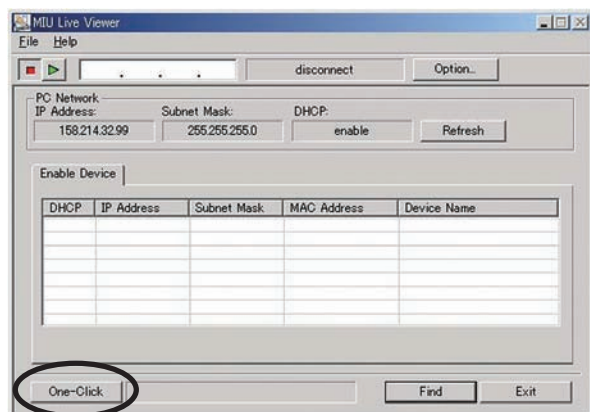 MIU Live Viewer
File Help
. . . disconnect Option...
PC Network
IP Address: Subnet Mask: DHCP:
158.214.32.99 255.255.255.0 enable Refresh
Enable Device
DHCP IP Address Subnet Mask MAC Address Device Name
One-Click Find Exit